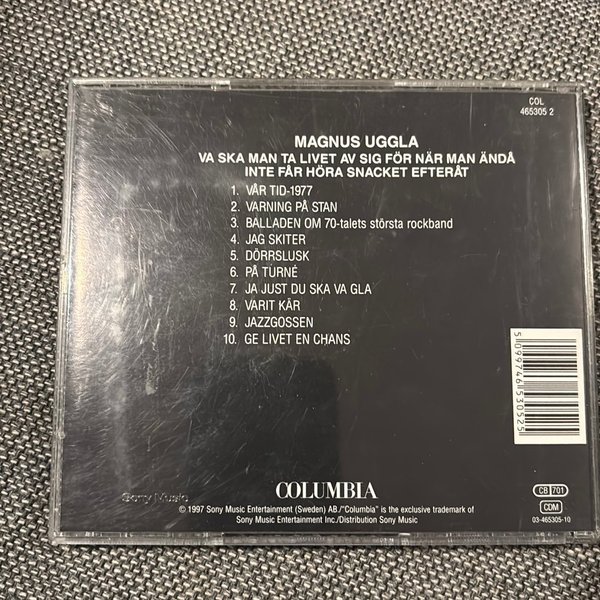 COL
465305 2
MAGNUS UGGLA
VA SKA MAN TA LIVET AV SIG FÖR NÄR MAN ÄNDÅ
INTE FÅR HÖRA SNACKET EFTERÅT
1. VÅR TID-1977
2. VARNING PÅ STAN
3. BALLADEN OM 70-talets största rockband
4. JAG SKITER
5. DÖRRSLUSK
6. PÅ TURNÉ
7. JA JUST DU SKA VA GLA
8. VARIT KÅR
9. JAZZGOSSEN
10. GE LIVET EN CHANS
5099746530525
Sony Music
COLUMBIA
CB 701
© 1997 Sony Music Entertainment (Sweden) AB./"Columbia" is the exclusive trademark of
CDM
Sony Music Entertainment Inc./Distribution Sony Music
03-465305-10